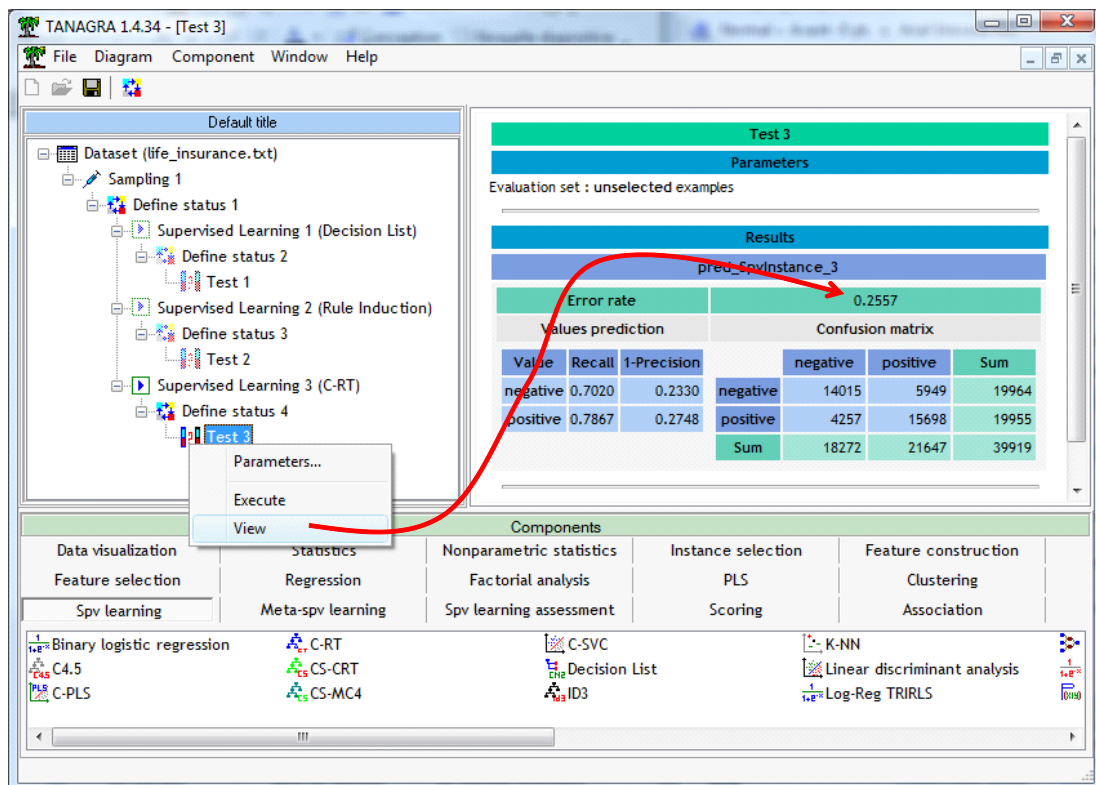 TANAGRA 1.4.34 - [Test 3]
File Diagram Component Window Help
Default title
Dataset (life_insurance.txt)
Sampling 1
Define status 1
Supervised Learning 1 (Decision List)
Define status 2
Test 1
Supervised Learning 2 (Rule Induction)
Define status 3
Test 2
Supervised Learning 3 (C-RT)
Define status 4
Test 3
Parameters...
Execute
View
Test 3
Parameters
Evaluation set : unselected examples
Results
pred_SpvInstance_3
Error rate 0.2557
Values prediction Confusion matrix
Value Recall 1-Precision negative positive Sum
negative 0.7020 0.2330 negative 14015 5949 19964
positive 0.7867 0.2748 positive 4257 15698 19955
Sum 18272 21647 39919
Components
Data visualization Statistics Nonparametric statistics Instance selection Feature construction
Feature selection Regression Factorial analysis PLS Clustering
Spv learning Meta-spv learning Spv learning assessment Scoring Association
Binary logistic regression C-RT C-SVC K-NN
C4.5 CS-CRT Decision List Linear discriminant analysis
C-PLS CS-MC4 ID3 Log-Reg TRIRLS